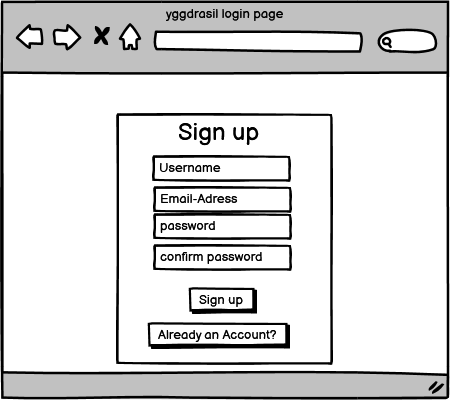 yggdrasil login page
Sign up
Username
Email-Adress
password
confirm password
Sign up
Already an Account?